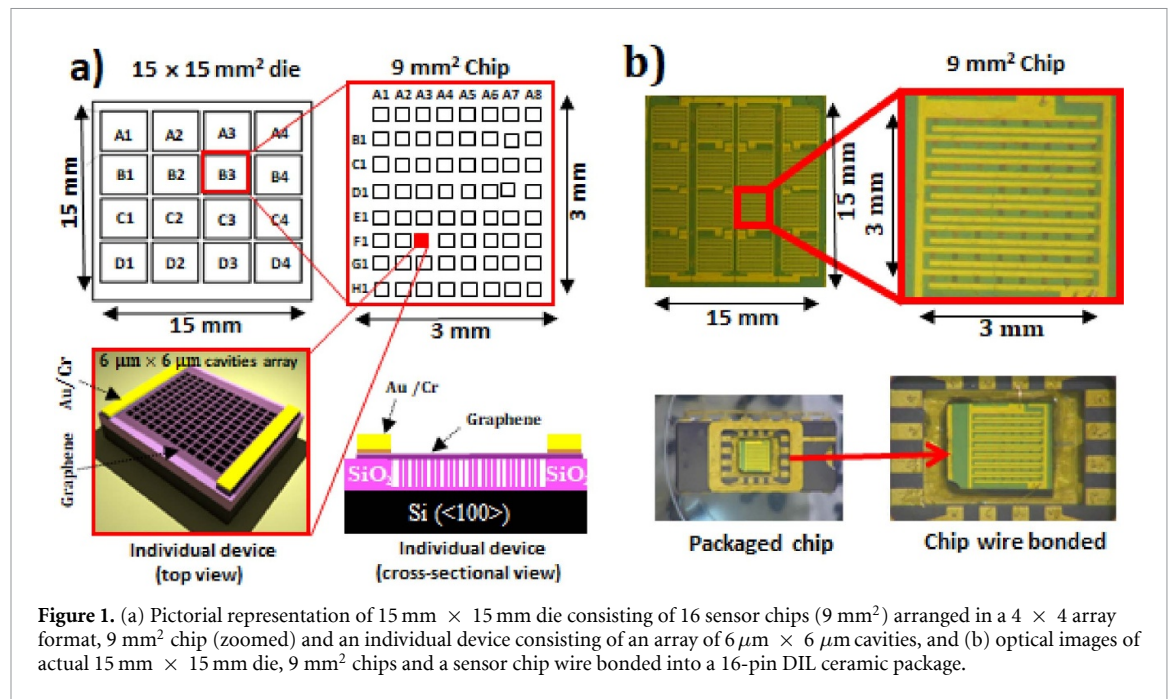 a)
15 x 15 mm² die
9 mm² Chip
b)
9 mm² Chip
A1 A2 A3 A4 A5 A6 A7 A8
A1 A2 A3 A4
B1 B2 B3 B4
C1 C2 C3 C4
D1 D2 D3 D4
15 mm
15 mm
B1
C1
D1
E1
F1
G1
H1
3 mm
3 mm
15 mm
15 mm
3 mm
3 mm
6 μm × 6 μm cavities array
Au/Cr
Graphene
Individual device
(top view)
Au /Cr
Graphene
SiO₂ SiO₂
Si (<100>)
Individual device
(cross-sectional view)
Packaged chip
Chip wire bonded
Figure 1. (a) Pictorial representation of 15 mm × 15 mm die consisting of 16 sensor chips (9 mm²) arranged in a 4 × 4 array
format, 9 mm² chip (zoomed) and an individual device consisting of an array of 6 μm × 6 μm cavities, and (b) optical images of
actual 15 mm × 15 mm die, 9 mm² chips and a sensor chip wire bonded into a 16-pin DIL ceramic package.